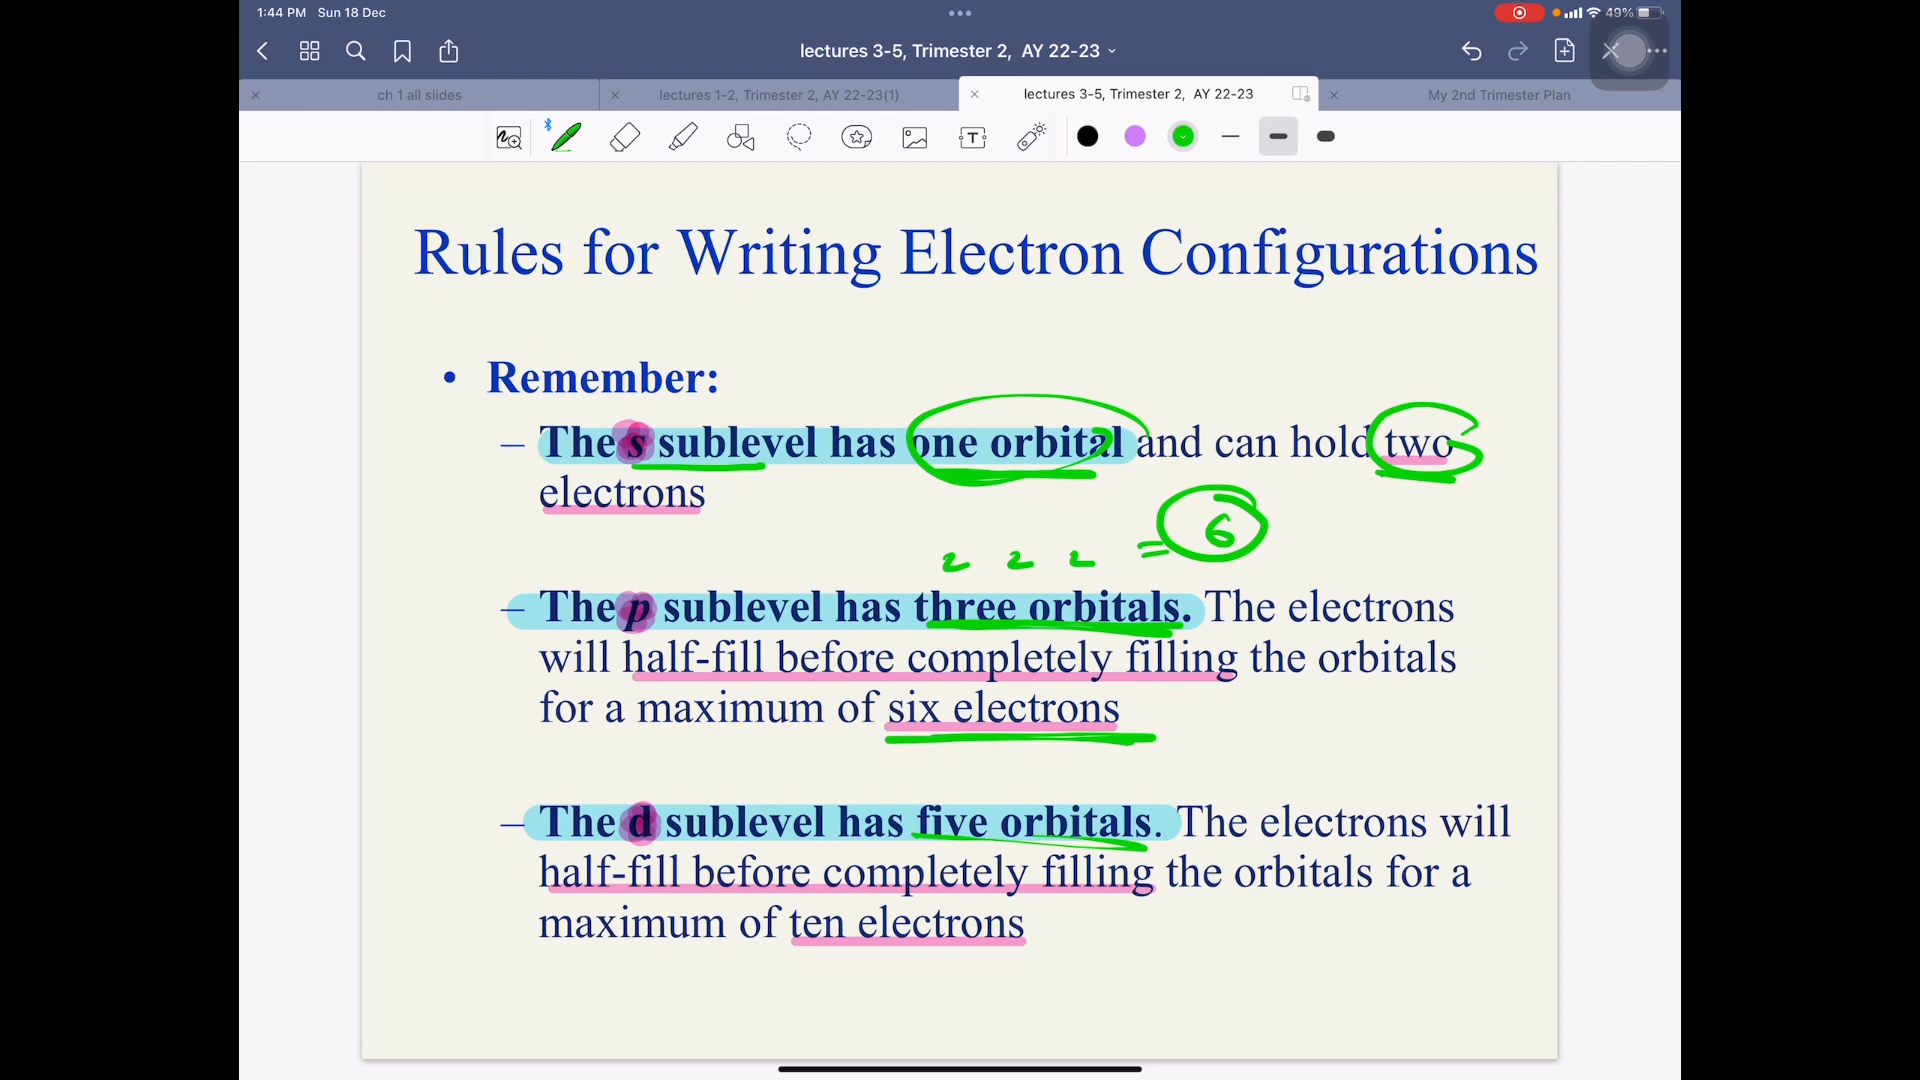 1:44 PM Sun 18 Dec
49%
lectures 3-5, Trimester 2, AY 22-23
ch 1 all slides
lectures 1-2, Trimester 2, AY 22-23(1)
lectures 3-5, Trimester 2, AY 22-23
My 2nd Trimester Plan
Rules for Writing Electron Configurations
• Remember:
– The s sublevel has one orbital and can hold two
electrons
2 2 2 = 6
– The p sublevel has three orbitals. The electrons
will half-fill before completely filling the orbitals
for a maximum of six electrons
– The d sublevel has five orbitals. The electrons will
half-fill before completely filling the orbitals for a
maximum of ten electrons